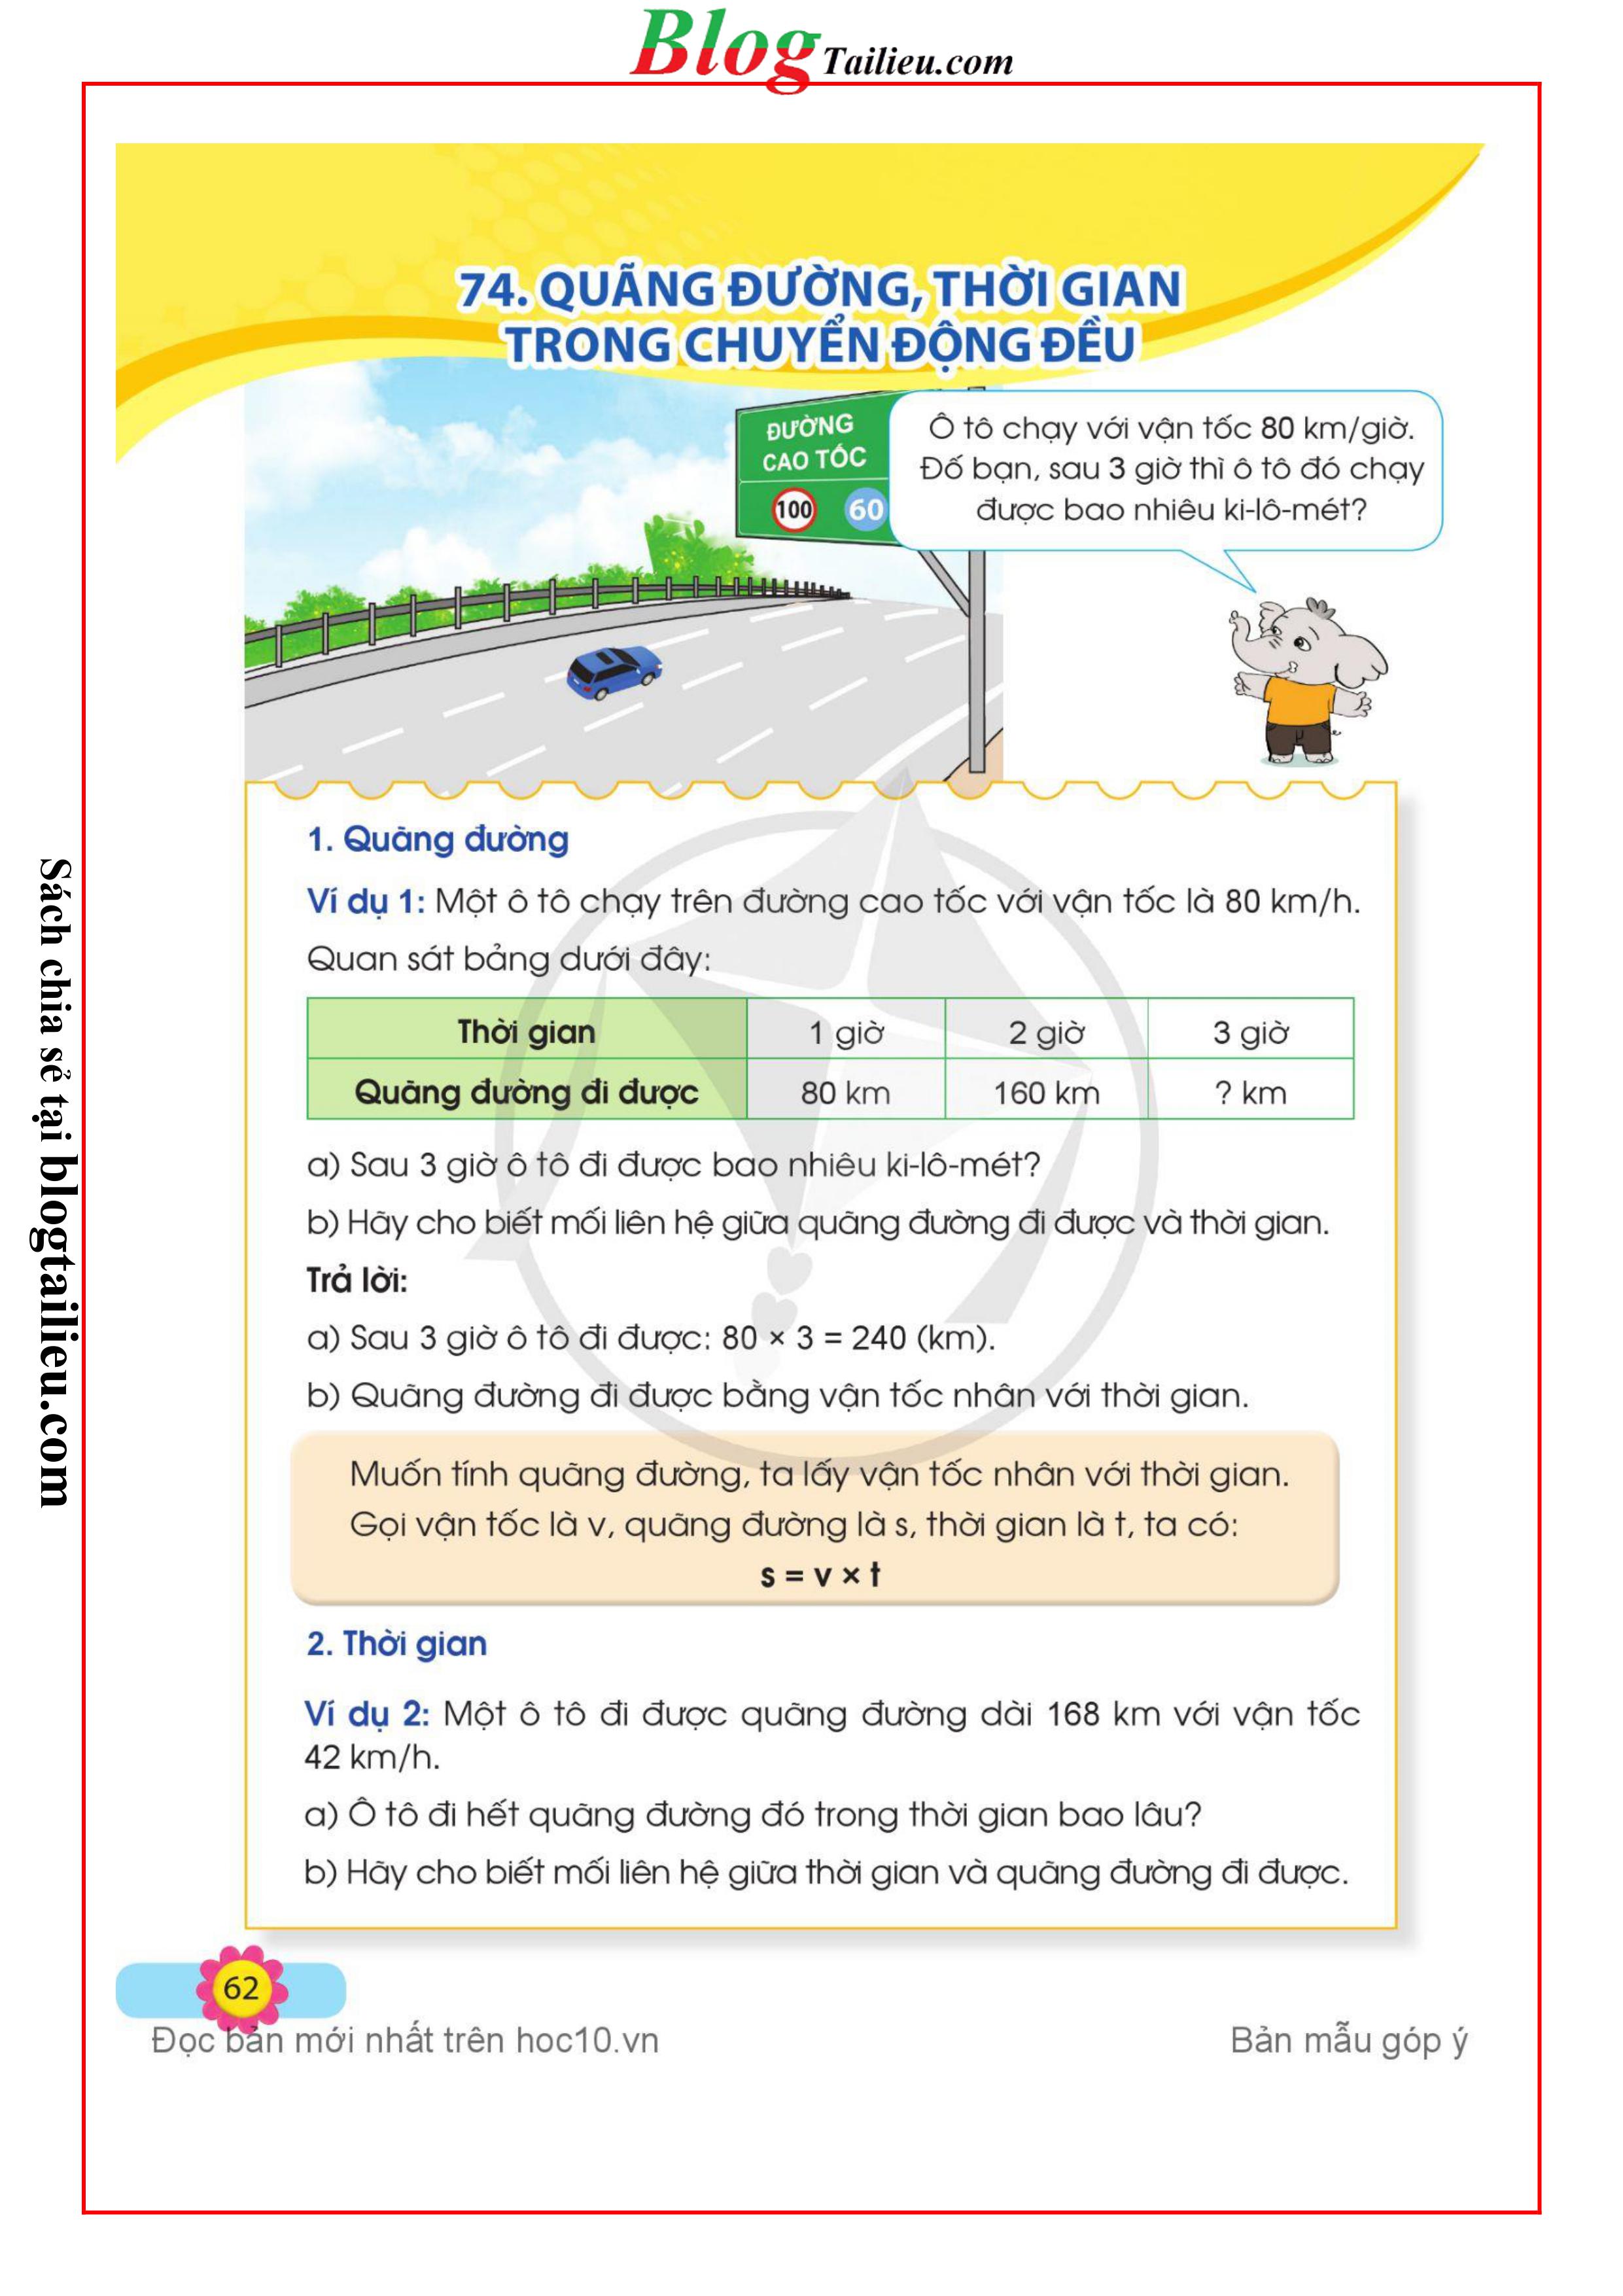 Blog Tailieu.com
74. QUÃNG ĐƯỜNG, THỜI GIAN
TRONG CHUYỂN ĐỘNG ĐỀU
ĐƯỜNG
CAO TỐC
100 60
Ô tô chạy với vận tốc 80 km/giờ.
Đố bạn, sau 3 giờ thì ô tô đó chạy
được bao nhiêu ki-lô-mét?
1. Quãng đường
Ví dụ 1: Một ô tô chạy trên đường cao tốc với vận tốc là 80 km/h.
Quan sát bảng dưới đây:
Thời gian 1 giờ 2 giờ 3 giờ
Quãng đường đi được 80 km 160 km ? km
a) Sau 3 giờ ô tô đi được bao nhiêu ki-lô-mét?
b) Hãy cho biết mối liên hệ giữa quãng đường đi được và thời gian.
Trả lời:
a) Sau 3 giờ ô tô đi được: 80 × 3 = 240 (km).
b) Quãng đường đi được bằng vận tốc nhân với thời gian.
Muốn tính quãng đường, ta lấy vận tốc nhân với thời gian.
Gọi vận tốc là v, quãng đường là s, thời gian là t, ta có:
s = v × t
2. Thời gian
Ví dụ 2: Một ô tô đi được quãng đường dài 168 km với vận tốc
42 km/h.
a) Ô tô đi hết quãng đường đó trong thời gian bao lâu?
b) Hãy cho biết mối liên hệ giữa thời gian và quãng đường đi được.
62
Đọc bản mới nhất trên hoc10.vn
Bản mẫu góp ý
Sách chia sẻ tại blogtailieu.com